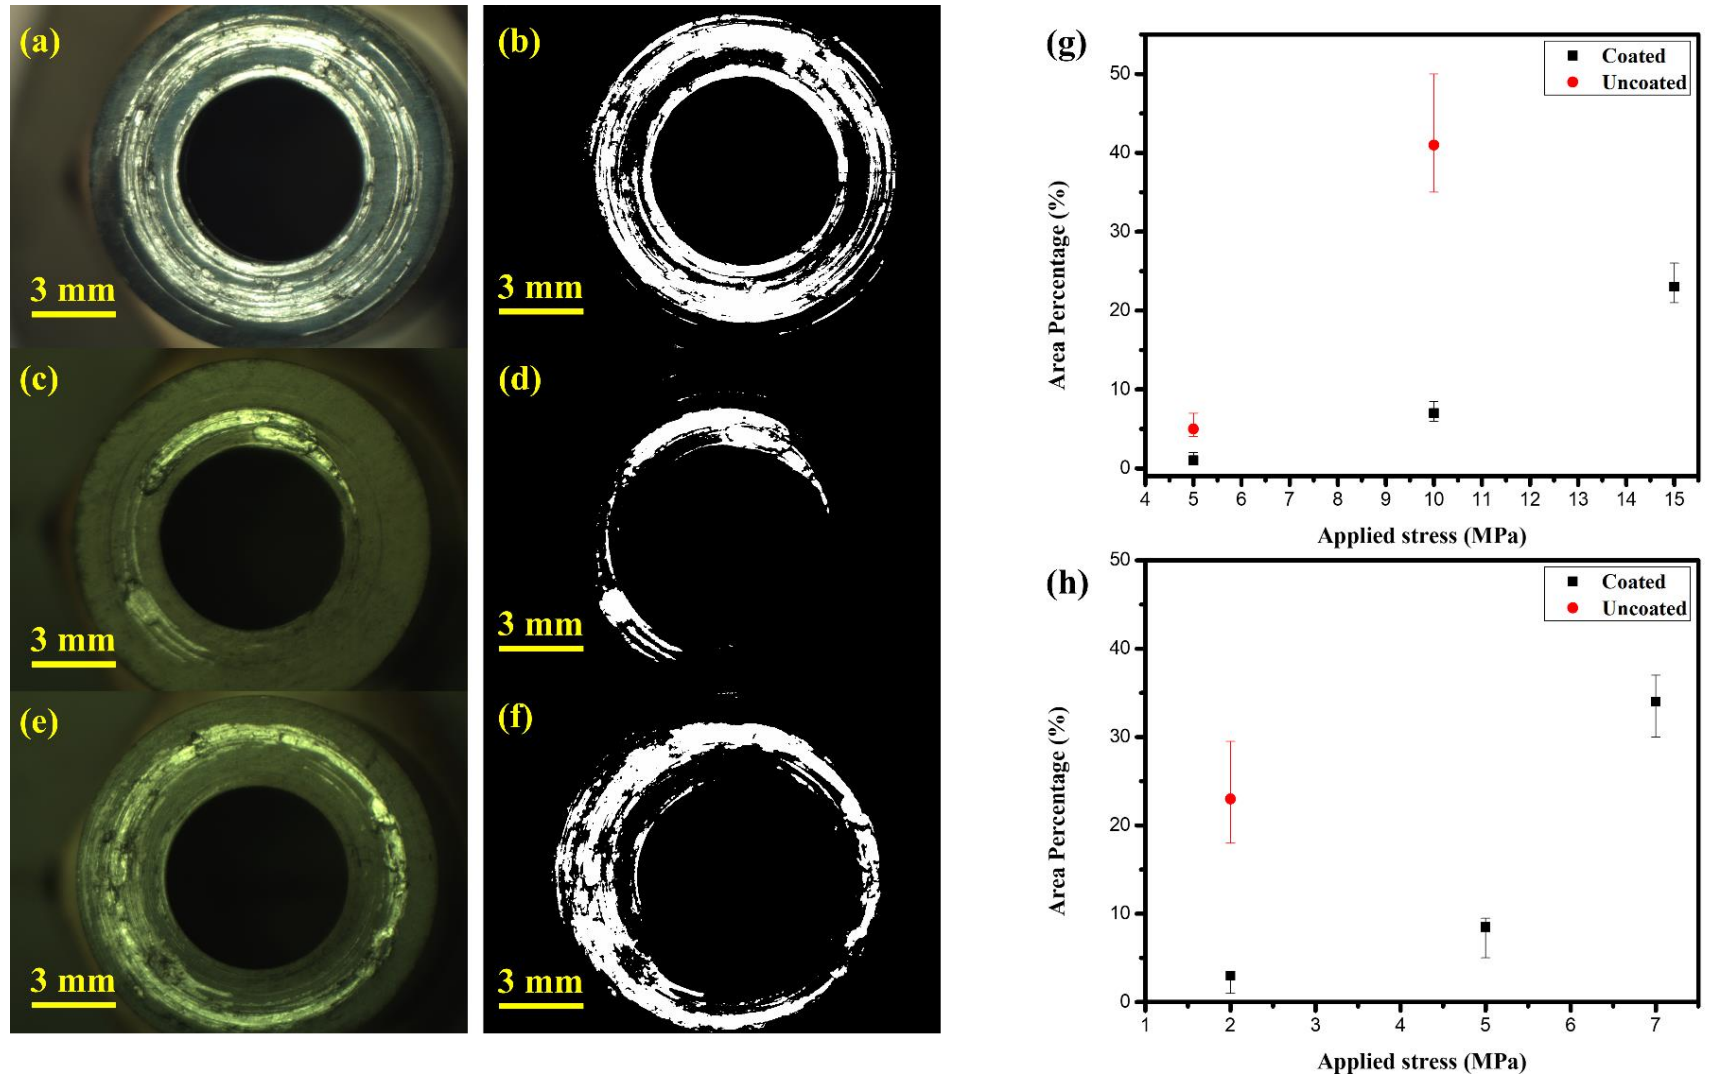 (a)
3 mm
(b)
3 mm
(c)
3 mm
(d)
3 mm
(e)
3 mm
(f)
3 mm
(g)
Coated
Uncoated
Area Percentage (%)
50
40
30
20
10
0
4 5 6 7 8 9 10 11 12 13 14 15
Applied stress (MPa)
(h)
Coated
Uncoated
Area Percentage (%)
50
40
30
20
10
0
1 2 3 4 5 6 7
Applied stress (MPa)